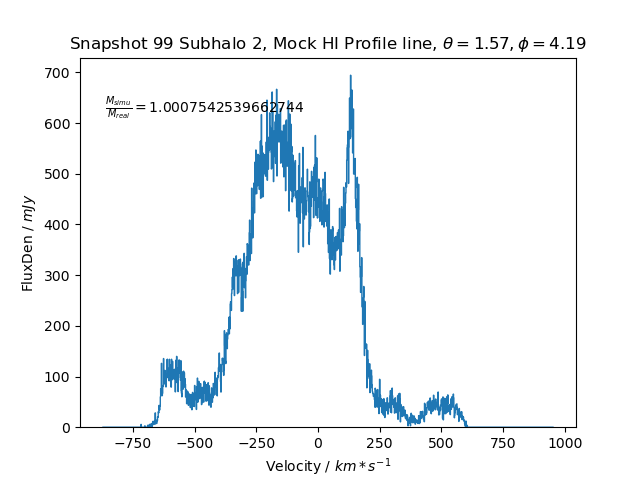 Snapshot 99 Subhalo 2, Mock HI Profile line, θ = 1.57, ϕ = 4.19
M_simu/M_real = 1.0007542539662744
FluxDen / mJy
700
600
500
400
300
200
100
0
−750 −500 −250 0 250 500 750 1000
Velocity / km * s⁻¹